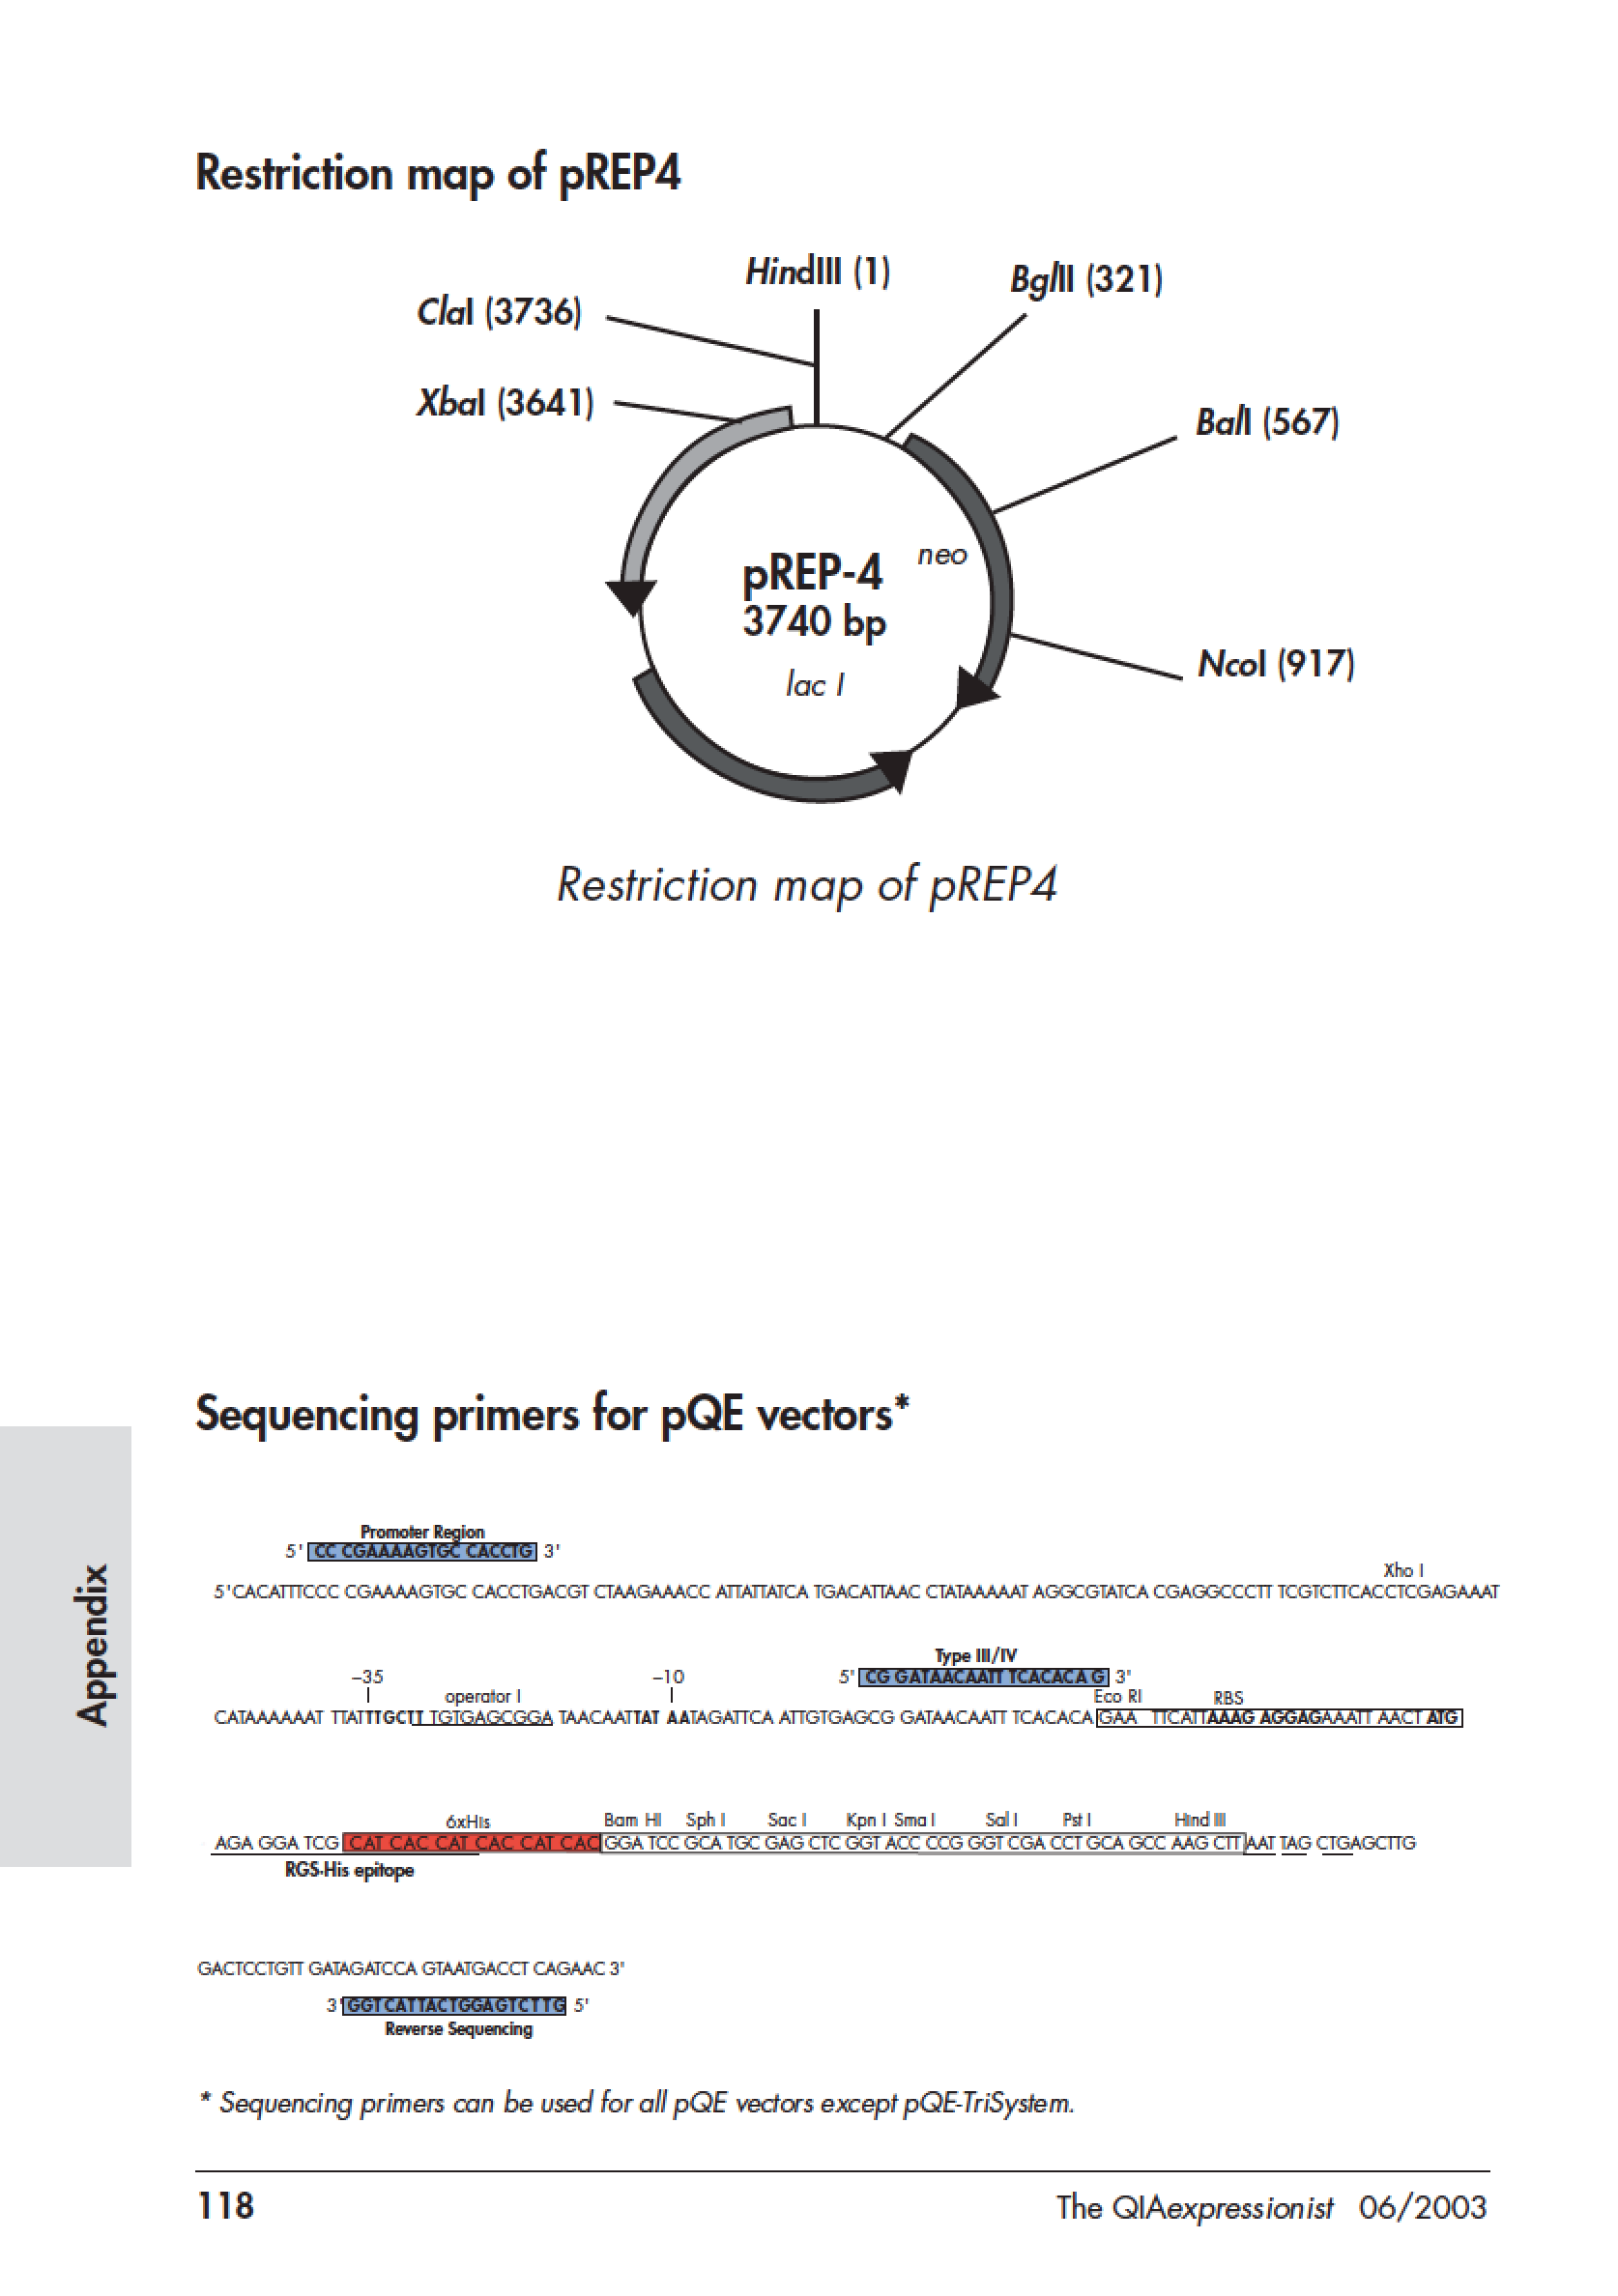 Restriction map of pREP4
HindIII (1)
BglII (321)
ClaI (3736)
XbaI (3641)
BalI (567)
neo
pREP-4
3740 bp
NcoI (917)
lac I
Restriction map of pREP4
Appendix
Sequencing primers for pQE vectors*
Promoter Region
5' CC CGAAAAGTGC CACCTG 3'
Xho I
5'CACATTTCCC CGAAAAGTGC CACCTGACGT CTAAGAAACC ATTATTATCA TGACATTAAC CTATAAAAAT AGGCGTATCA CGAGGCCCTT TCGTCTTCACCTCGAGAAAT
Type III/IV
–35 –10 5' CG GATAACAATT TCACACA G 3'
operator I Eco RI RBS
CATAAAAAAT TTATTTGCTT TGTGAGCGGA TAACAATTAT AATAGATTCA ATTGTGAGCG GATAACAATT TCACACA GAA TTCATTAAAG AGGAGAAATT AACT ATG
6xHis Bam HI Sph I Sac I Kpn I Sma I Sal I Pst I Hind III
AGA GGA TCG CAT CAC CAT CAC CAT CAC GGA TCC GCA TGC GAG CTC GGT ACC CCG GGT CGA CCT GCA GCC AAG CTT AAT TAG CTGAGCTTG
RGS-His epitope
GACTCCTGTT GATAGATCCA GTAATGACCT CAGAAC 3'
3' GGTCATTACTGGAGTCTTG 5'
Reverse Sequencing
* Sequencing primers can be used for all pQE vectors except pQE-TriSystem.
118 The QIAexpressionist 06/2003